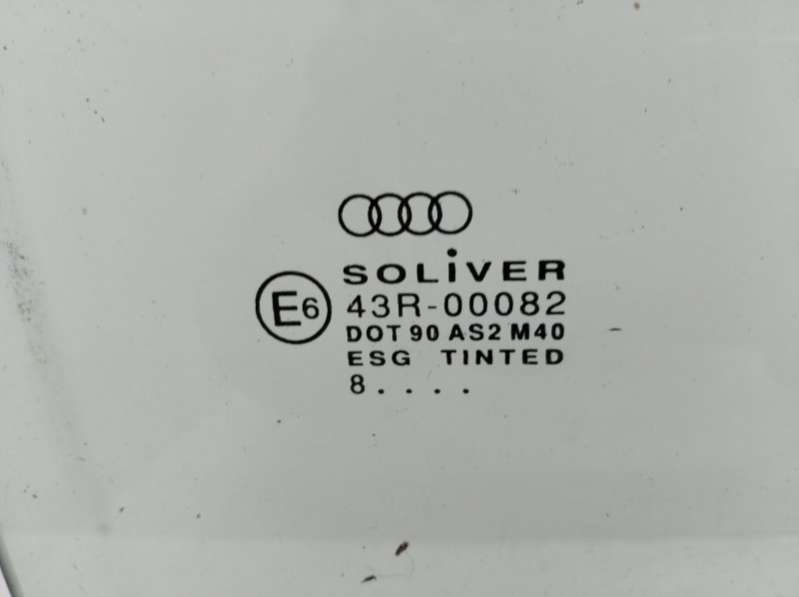 SOLiVER
E6 43R-00082
DOT 90 AS2 M40
ESG TINTED
8....